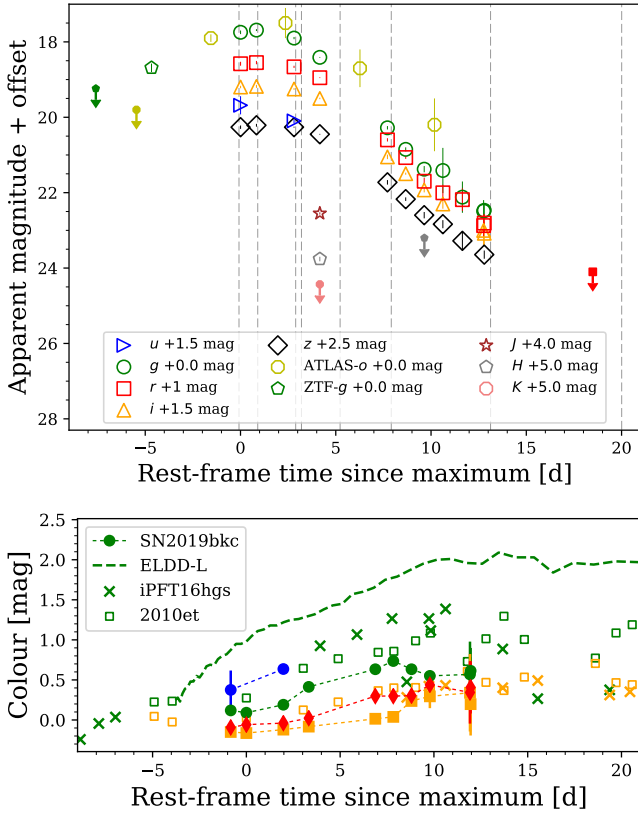 18
20
22
24
26
28
Apparent magnitude + offset
u +1.5 mag
g +0.0 mag
r +1 mag
i +1.5 mag
z +2.5 mag
ATLAS-o +0.0 mag
ZTF-g +0.0 mag
J +4.0 mag
H +5.0 mag
K +5.0 mag
−5 0 5 10 15 20
Rest-frame time since maximum [d]
2.5
2.0
1.5
1.0
0.5
0.0
Colour [mag]
SN2019bkc
ELDD-L
iPFT16hgs
2010et
−5 0 5 10 15 20
Rest-frame time since maximum [d]